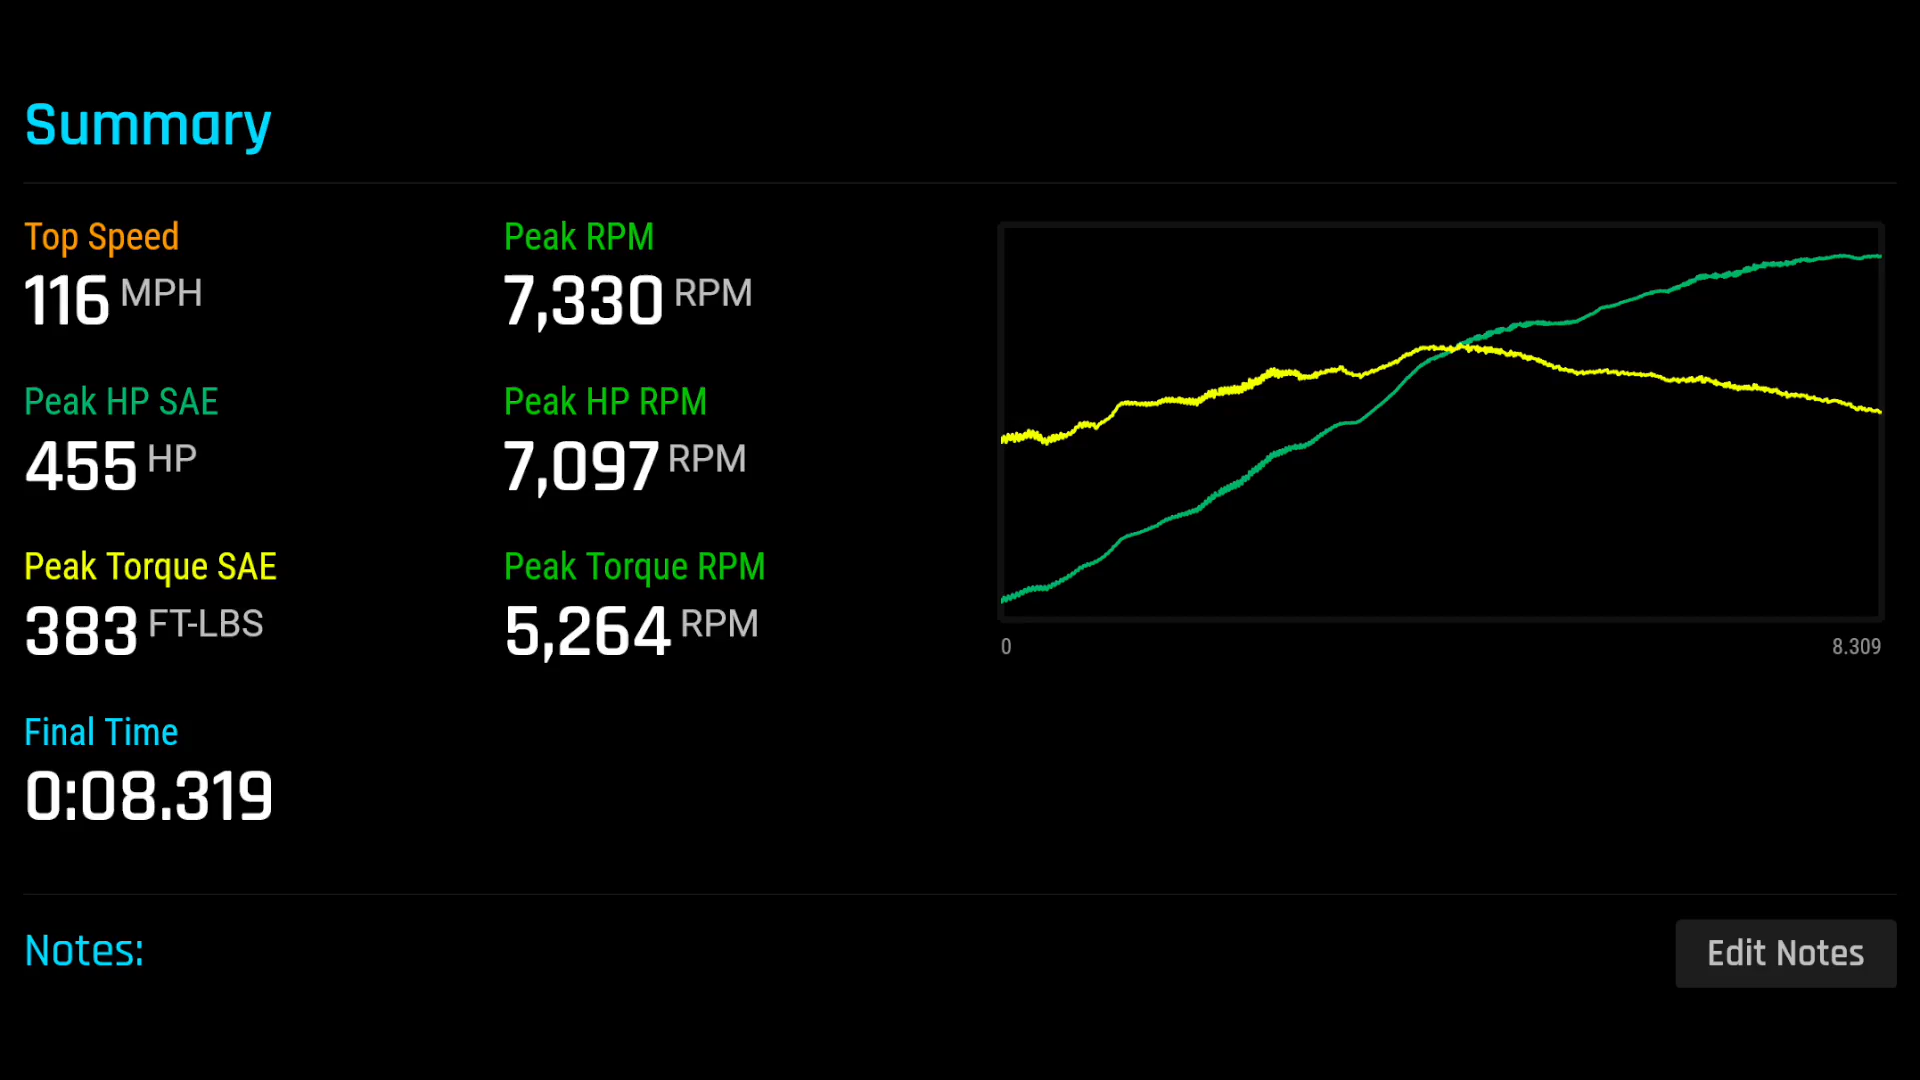 Summary
Top Speed
116 MPH
Peak RPM
7,330 RPM
Peak HP SAE
455 HP
Peak HP RPM
7,097 RPM
Peak Torque SAE
383 FT-LBS
Peak Torque RPM
5,264 RPM
Final Time
0:08.319
0
8.309
Notes:
Edit Notes